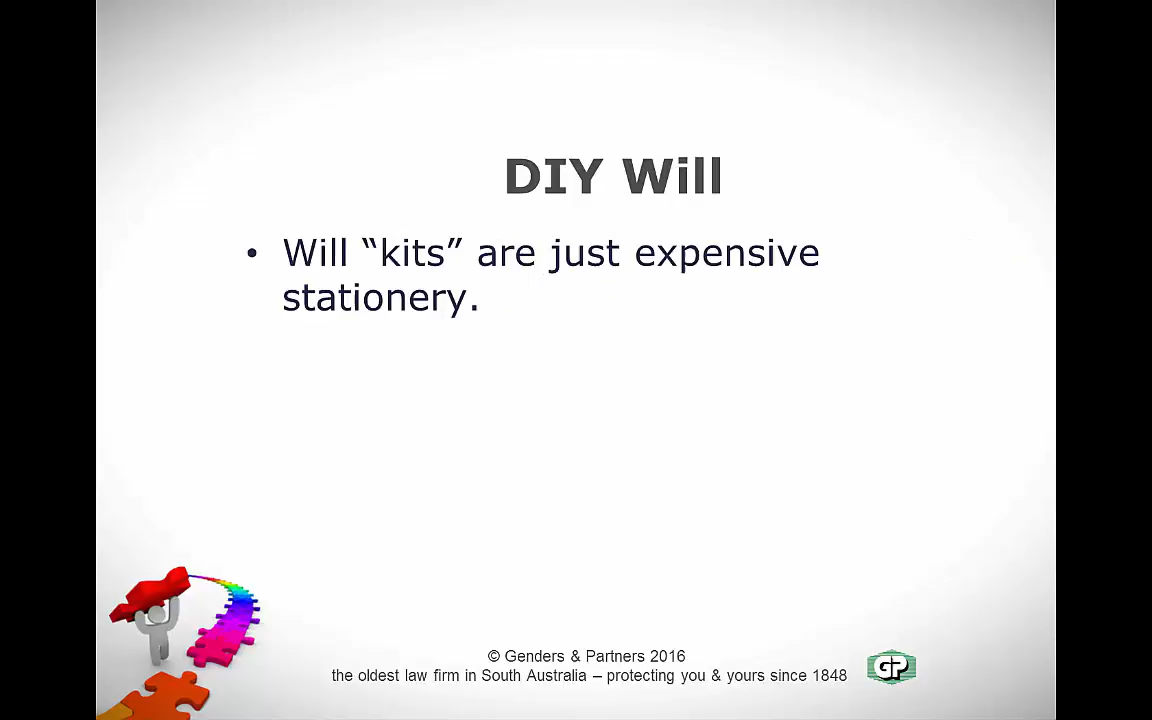 DIY Will
• Will “kits” are just expensive
stationery.
© Genders & Partners 2016
the oldest law firm in South Australia – protecting you & yours since 1848
GP